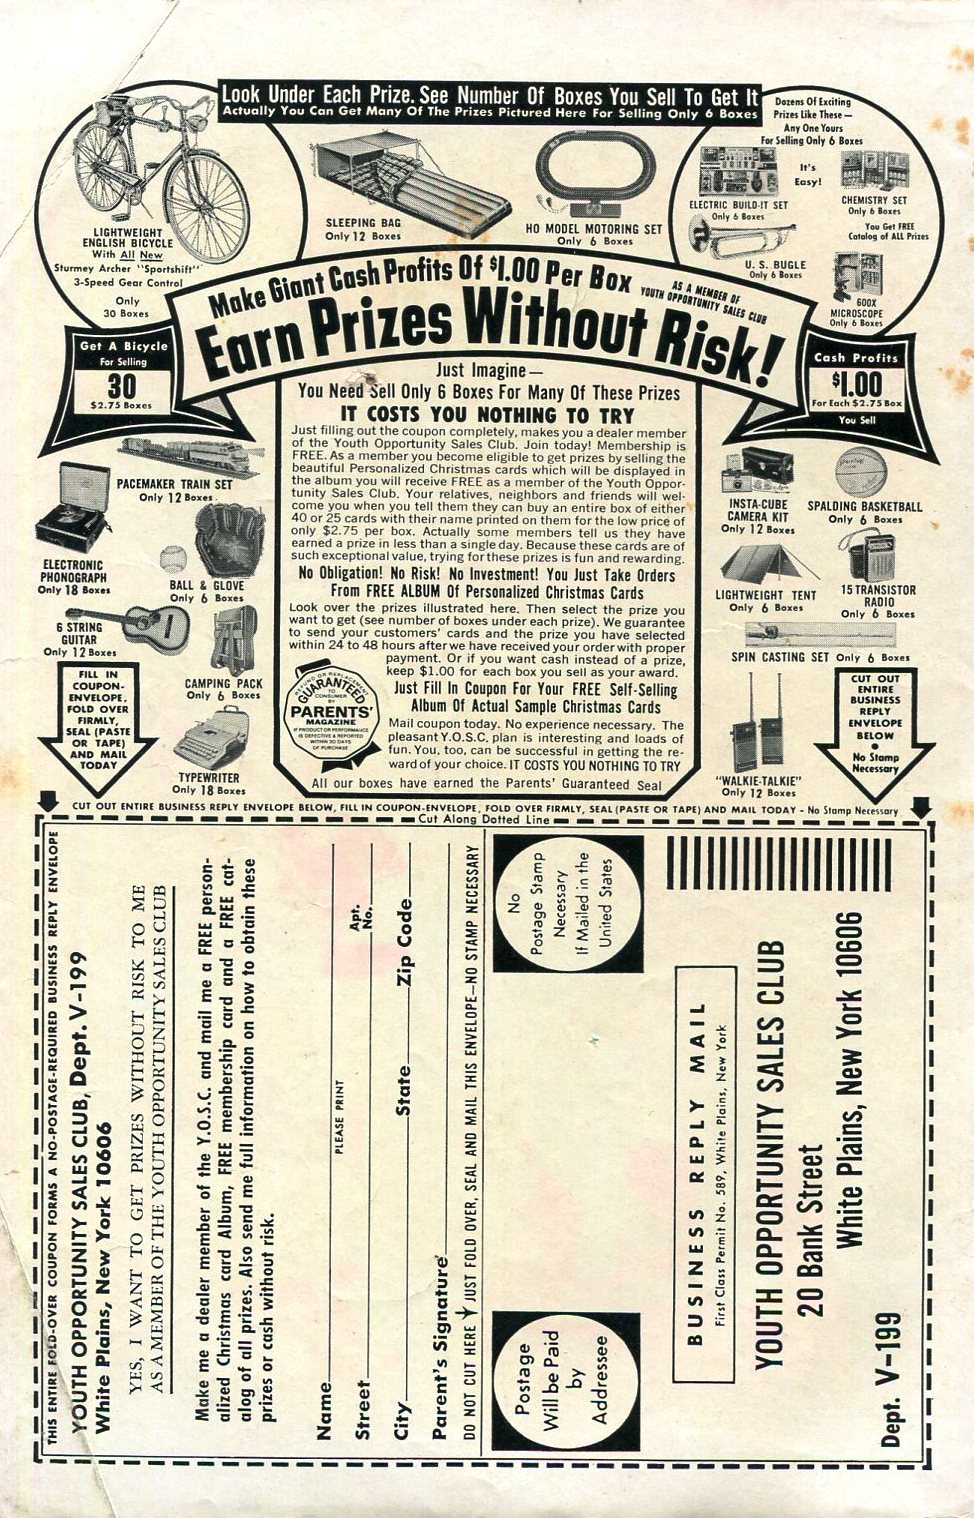 Look Under Each Prize. See Number Of Boxes You Sell To Get It
Actually You Can Get Many Of The Prizes Pictured Here For Selling Only 6 Boxes
LIGHTWEIGHT
ENGLISH BICYCLE
With All New
Sturmey Archer "Sportshift"
3-Speed Gear Control
Only
30 Boxes
SLEEPING BAG
Only 12 Boxes
HO MODEL MOTORING SET
Only 6 Boxes
Dozens Of Exciting
Prizes Like These—
Any One Yours
For Selling Only 6 Boxes
It's
Easy!
ELECTRIC BUILD-IT SET
Only 6 Boxes
CHEMISTRY SET
Only 6 Boxes
You Get FREE
Catalog of ALL Prizes
U. S. BUGLE
Only 6 Boxes
600X
MICROSCOPE
Only 6 Boxes
Make Giant Cash Profits Of $1.00 Per Box
AS A MEMBER OF
YOUTH OPPORTUNITY SALES CLUB
Earn Prizes Without Risk!
Get A Bicycle
For Selling
30
$2.75 Boxes
Cash Profits
$1.00
For Each $2.75 Box
You Sell
Just Imagine—
You Need Sell Only 6 Boxes For Many Of These Prizes
IT COSTS YOU NOTHING TO TRY
Just filling out the coupon completely, makes you a dealer member
of the Youth Opportunity Sales Club. Join today! Membership is
FREE. As a member you become eligible to get prizes by selling the
beautiful Personalized Christmas cards which will be displayed in
the album you will receive FREE as a member of the Youth Oppor-
tunity Sales Club. Your relatives, neighbors and friends will wel-
come you when you tell them they can buy an entire box of either
40 or 25 cards with their name printed on them for the low price of
only $2.75 per box. Actually some members tell us they have
earned a prize in less than a single day. Because these cards are of
such exceptional value, trying for these prizes is fun and rewarding.
No Obligation! No Risk! No Investment! You Just Take Orders
From FREE ALBUM Of Personalized Christmas Cards
Look over the prizes illustrated here. Then select the prize you
want to get (see number of boxes under each prize). We guarantee
to send your customers' cards and the prize you have selected
within 24 to 48 hours after we have received your order with proper
payment. Or if you want cash instead of a prize,
keep $1.00 for each box you sell as your award.
Just Fill In Coupon For Your FREE Self-Selling
Album Of Actual Sample Christmas Cards
Mail coupon today. No experience necessary. The
pleasant Y.O.S.C. plan is interesting and loads of
fun. You, too, can be successful in getting the re-
ward of your choice. IT COSTS YOU NOTHING TO TRY
All our boxes have earned the Parents' Guaranteed Seal
REFUND OR REPLACEMENT
GUARANTEED
TO
CONSUMER
BY
PARENTS'
MAGAZINE
IF PRODUCT OR PERFORMANCE
IS DEFECTIVE & REPORTED
WITHIN 30 DAYS
OF PURCHASE
PACEMAKER TRAIN SET
Only 12 Boxes
ELECTRONIC
PHONOGRAPH
Only 18 Boxes
BALL & GLOVE
Only 6 Boxes
6 STRING
GUITAR
Only 12 Boxes
CAMPING PACK
Only 6 Boxes
TYPEWRITER
Only 18 Boxes
FILL IN
COUPON-
ENVELOPE,
FOLD OVER
FIRMLY,
SEAL (PASTE
OR TAPE)
AND MAIL
TODAY
INSTA-CUBE
CAMERA KIT
Only 12 Boxes
Spalding
SPALDING BASKETBALL
Only 6 Boxes
LIGHTWEIGHT TENT
Only 6 Boxes
15 TRANSISTOR
RADIO
Only 6 Boxes
SPIN CASTING SET Only 6 Boxes
"WALKIE-TALKIE"
Only 12 Boxes
CUT OUT
ENTIRE
BUSINESS
REPLY
ENVELOPE
BELOW
•
No Stamp
Necessary
CUT OUT ENTIRE BUSINESS REPLY ENVELOPE BELOW, FILL IN COUPON-ENVELOPE, FOLD OVER FIRMLY, SEAL (PASTE OR TAPE) AND MAIL TODAY - No Stamp Necessary
Cut Along Dotted Line
THIS ENTIRE FOLD-OVER COUPON FORMS A NO-POSTAGE-REQUIRED BUSINESS REPLY ENVELOPE
YOUTH OPPORTUNITY SALES CLUB, Dept. V-199
White Plains, New York 10606
YES, I WANT TO GET PRIZES WITHOUT RISK TO ME
AS A MEMBER OF THE YOUTH OPPORTUNITY SALES CLUB
Make me a dealer member of the Y.O.S.C. and mail me a FREE person-
alized Christmas card Album, FREE membership card and a FREE cat-
alog of all prizes. Also send me full information on how to obtain these
prizes or cash without risk.
Name
PLEASE PRINT
Street Apt. No.
City State Zip Code
Parent's Signature
DO NOT CUT HERE JUST FOLD OVER, SEAL AND MAIL THIS ENVELOPE—NO STAMP NECESSARY
No
Postage Stamp
Necessary
If Mailed in the
United States
Postage
Will be Paid
by
Addressee
BUSINESS REPLY MAIL
First Class Permit No. 589, White Plains, New York
YOUTH OPPORTUNITY SALES CLUB
20 Bank Street
White Plains, New York 10606
Dept. V-199